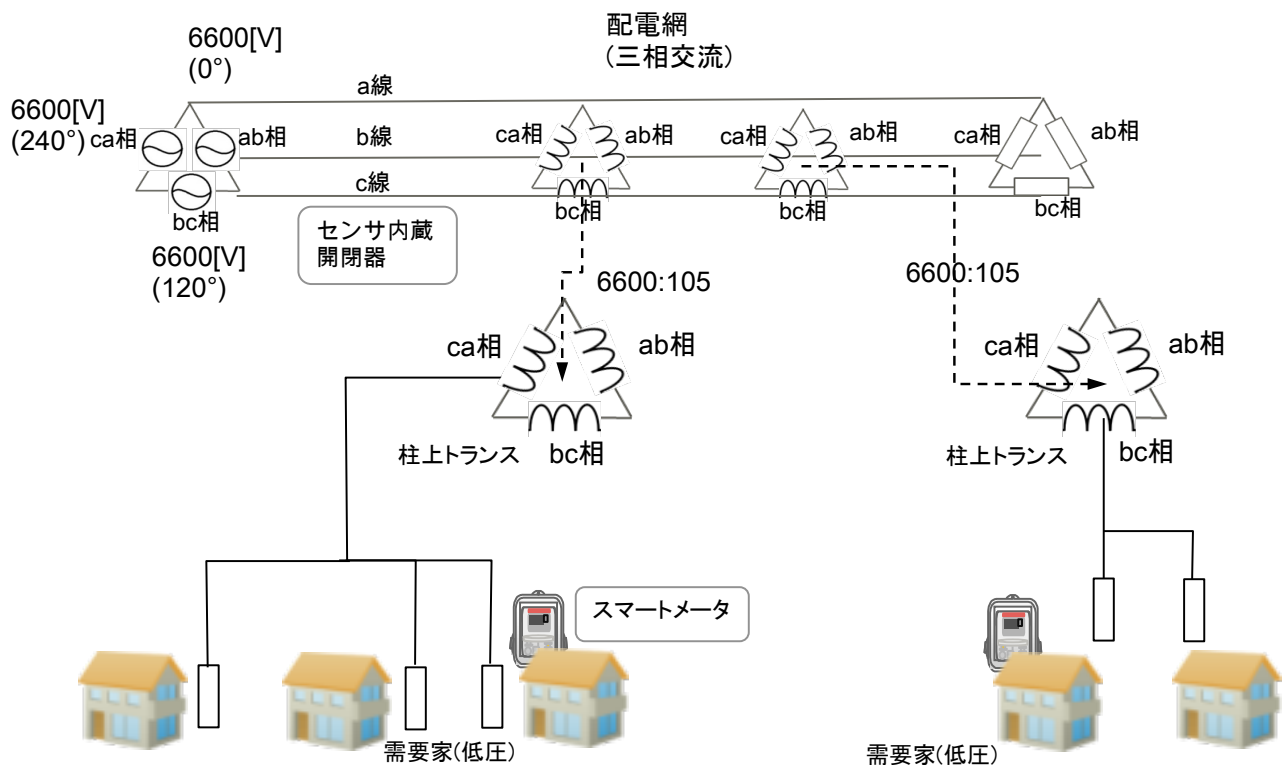 6600[V]
(0°)
配電網
(三相交流)
a線
6600[V]
(240°)
ca相
ab相
b線
ca相
ab相
ca相
ab相
ca相
ab相
c線
bc相
bc相
bc相
bc相
センサ内蔵
開閉器
6600[V]
(120°)
6600:105
6600:105
ca相
ab相
ca相
ab相
柱上トランス
bc相
柱上トランス
bc相
スマートメータ
需要家(低圧)
需要家(低圧)